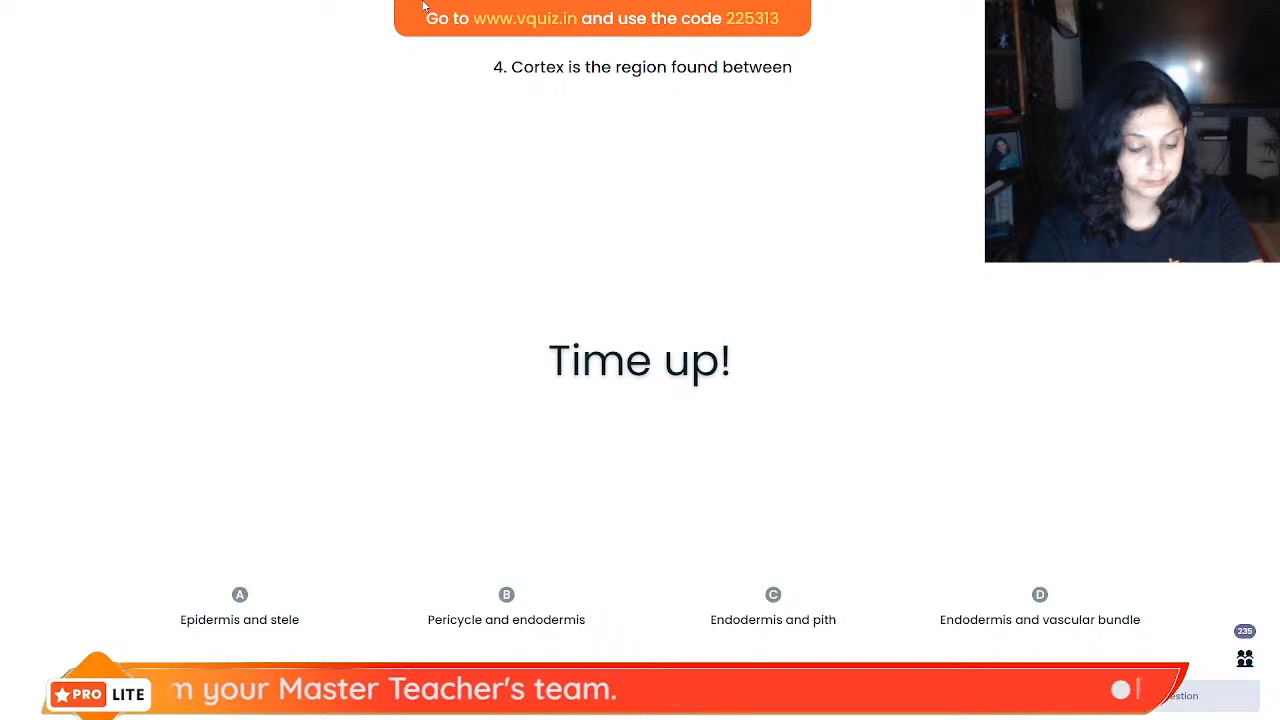 Go to www.vquiz.in and use the code 225313
4. Cortex is the region found between
Time up!
A
Epidermis and stele
B
Pericycle and endodermis
C
Endodermis and pith
D
Endodermis and vascular bundle
235
PRO LITE
m your Master Teacher's team.
estion